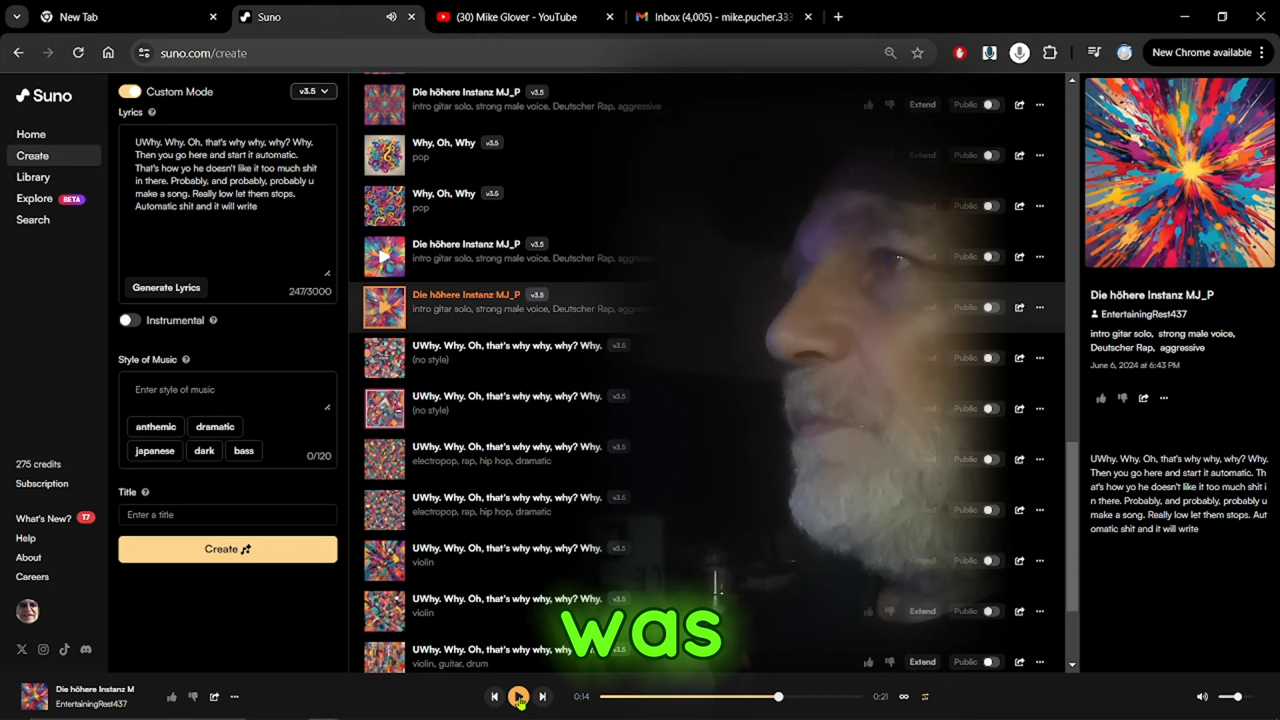 New Tab
Suno
(30) Mike Glover - YouTube
Inbox (4,005) - mike.pucher.333
suno.com/create
New Chrome available
Suno
Home
Create
Library
Explore BETA
Search
275 credits
Subscription
What's New? 17
Help
About
Careers
Custom Mode
v3.5
Lyrics
UWhy. Why. Oh, that's why why, why? Why.
Then you go here and start it automatic.
That's how yo he doesn't like it too much shit
in there. Probably, and probably, probably u
make a song. Really low let them stops.
Automatic shit and it will write
Generate Lyrics
247/3000
Instrumental
Style of Music
Enter style of music
anthemic
dramatic
japanese
dark
bass
0/120
Title
Enter a title
Create
Die höhere Instanz MJ_P v3.5
intro gitar solo, strong male voice, Deutscher Rap, aggressive
Extend Public
Why, Oh, Why v3.5
pop
Extend Public
Why, Oh, Why v3.5
pop
Public
Die höhere Instanz MJ_P v3.5
intro gitar solo, strong male voice, Deutscher Rap, aggressive
Extend Public
Die höhere Instanz MJ_P v3.5
intro gitar solo, strong male voice, Deutscher Rap, aggressive
Extend Public
UWhy. Why. Oh, that's why why, why? Why. v3.5
(no style)
Public
UWhy. Why. Oh, that's why why, why? Why. v3.5
(no style)
Public
UWhy. Why. Oh, that's why why, why? Why. v3.5
electropop, rap, hip hop, dramatic
Public
UWhy. Why. Oh, that's why why, why? Why. v3.5
electropop, rap, hip hop, dramatic
Public
UWhy. Why. Oh, that's why why, why? Why. v3.5
violin
Extend Public
UWhy. Why. Oh, that's why why, why? Why. v3.5
violin
Extend Public
UWhy. Why. Oh, that's why why, why? Why. v3.5
violin, guitar, drum
Extend Public
was
Die höhere Instanz MJ_P
EntertainingRest437
intro gitar solo, strong male voice,
Deutscher Rap, aggressive
June 6, 2024 at 6:43 PM
UWhy. Why. Oh, that's why why, why? Why.
Then you go here and start it automatic. Th
at's how yo he doesn't like it too much shit i
n there. Probably, and probably, probably u
make a song. Really low let them stops. Aut
omatic shit and it will write
Die höhere Instanz M
EntertainingRest437
0:14
0:21